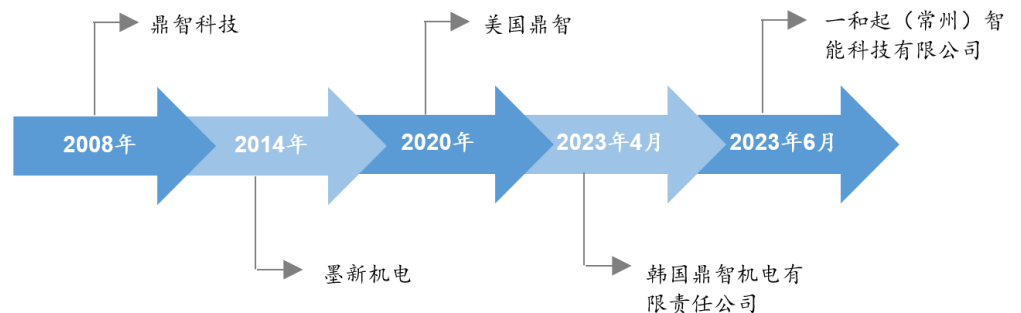 鼎智科技
美国鼎智
一和起（常州）智
能科技有限公司
2008年
2014年
2020年
2023年4月
2023年6月
墨新机电
韩国鼎智机电有
限责任公司